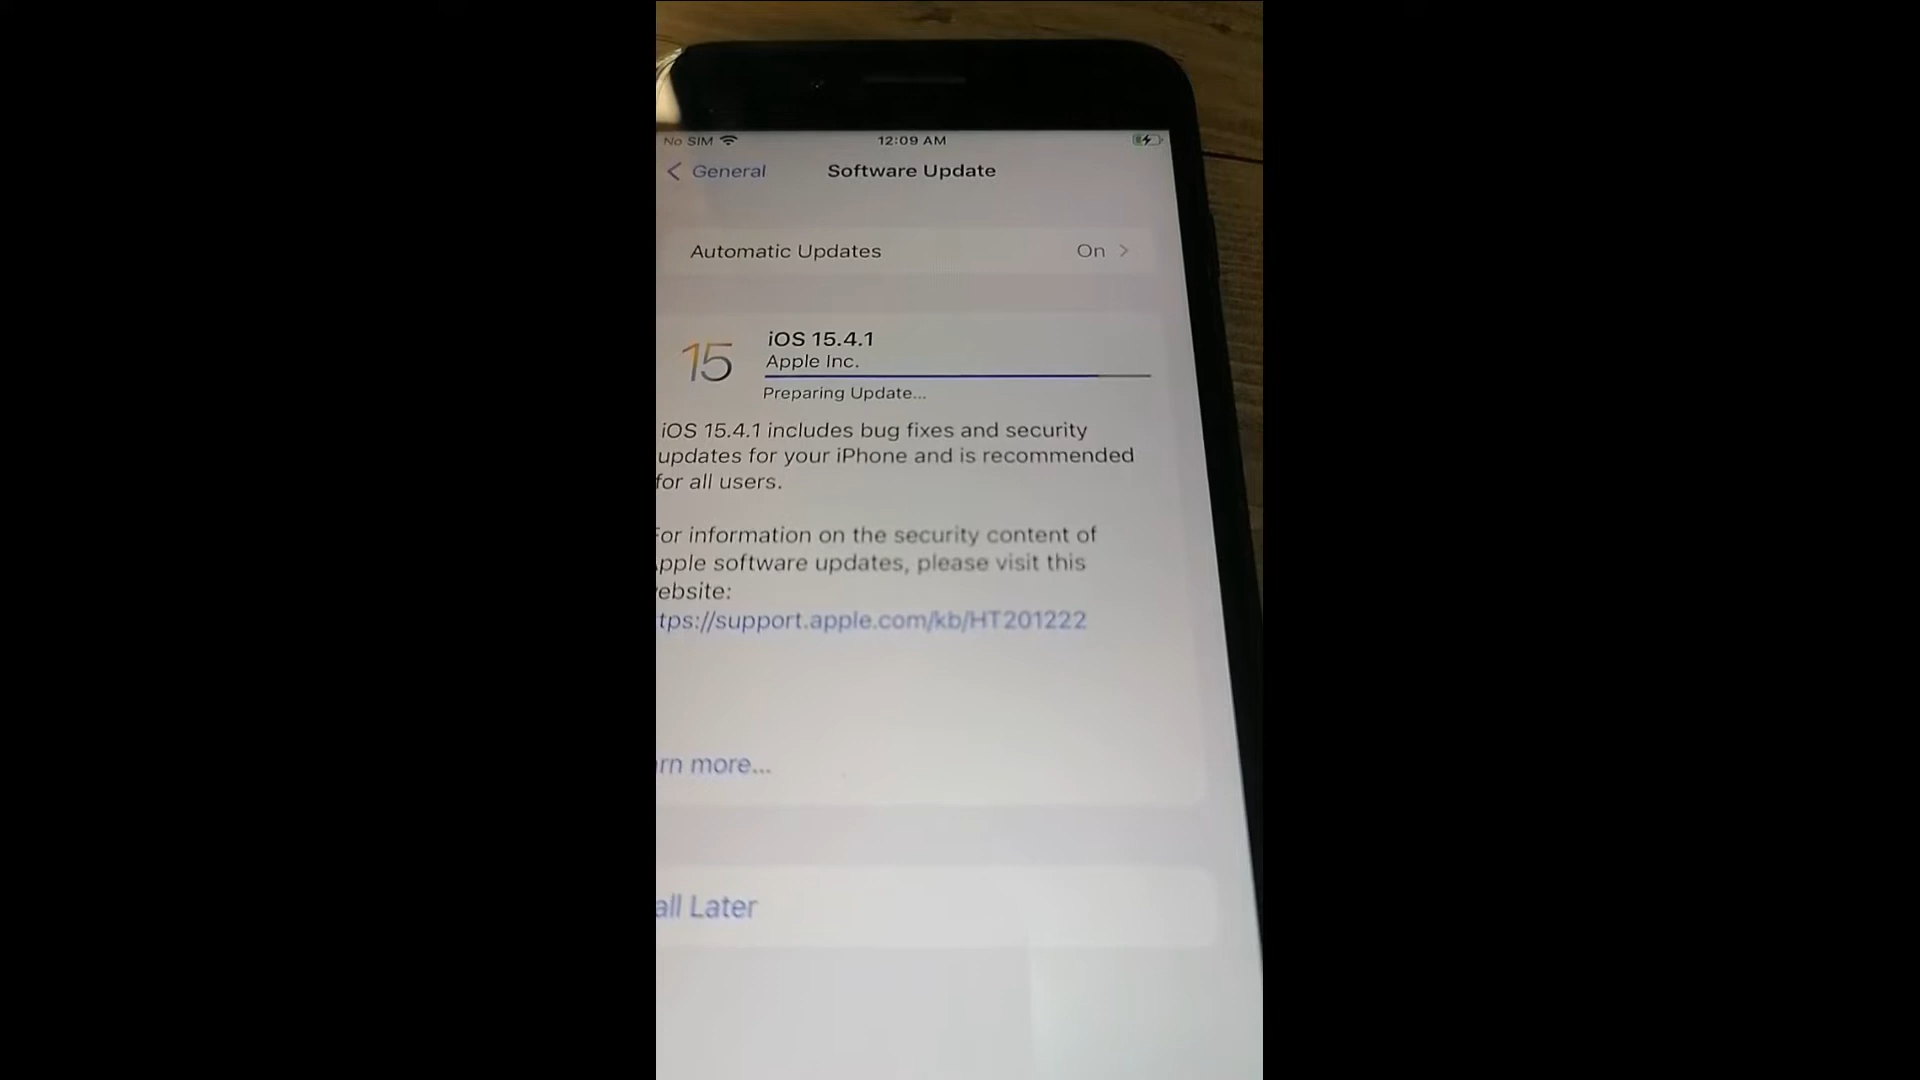 No SIM
12:09 AM
General
Software Update
Automatic Updates
On
15
iOS 15.4.1
Apple Inc.
Preparing Update...
iOS 15.4.1 includes bug fixes and security
updates for your iPhone and is recommended
for all users.
For information on the security content of
pple software updates, please visit this
ebsite:
tps://support.apple.com/kb/HT201222
rn more...
all Later